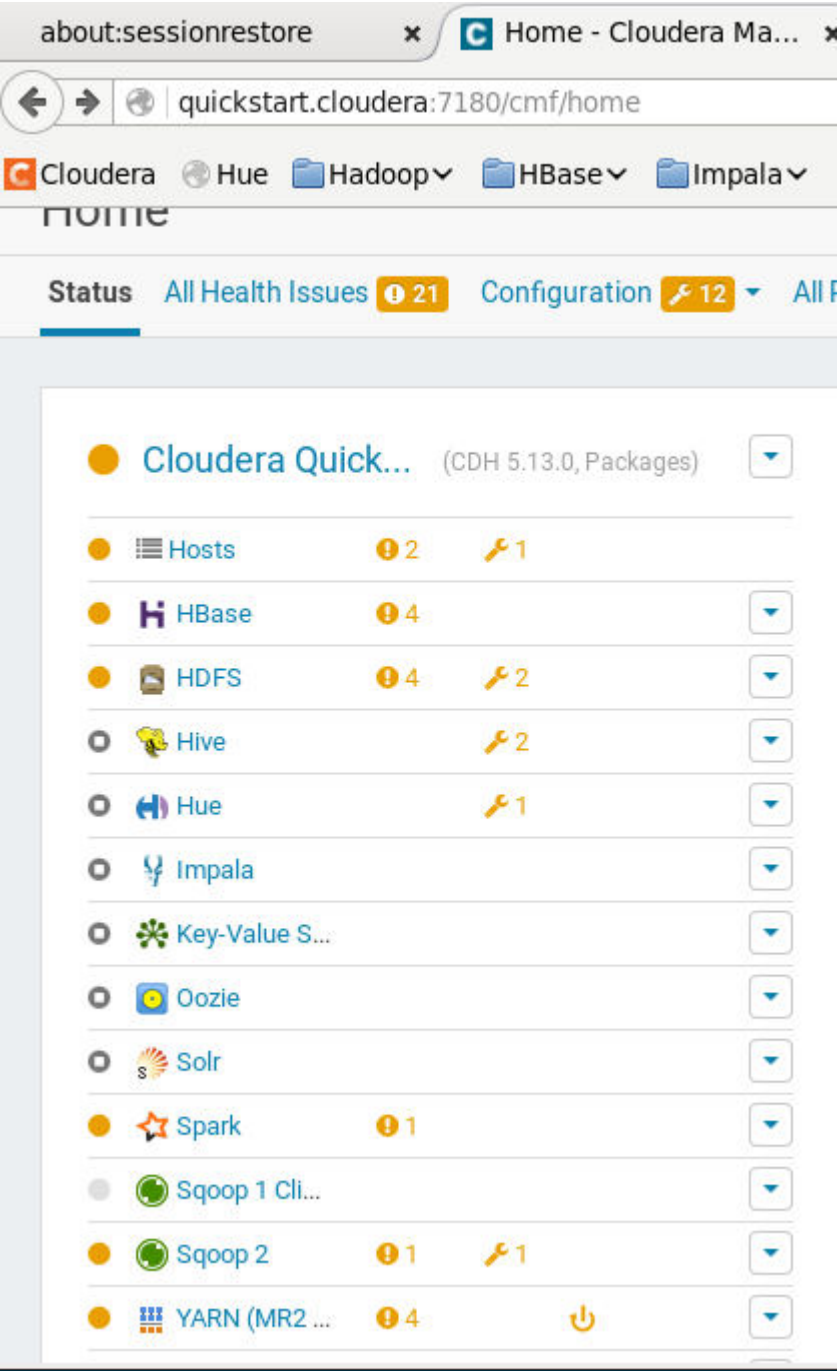 about:sessionrestore × C Home - Cloudera Ma... ×
quickstart.cloudera:7180/cmf/home
C Cloudera Hue Hadoop HBase Impala
Home
Status All Health Issues 21 Configuration 12 All
Cloudera Quick... (CDH 5.13.0, Packages)
Hosts 2 1
HBase 4
HDFS 4 2
Hive 2
Hue 1
Impala
Key-Value S...
Oozie
Solr
Spark 1
Sqoop 1 Cli...
Sqoop 2 1 1
YARN (MR2 ... 4